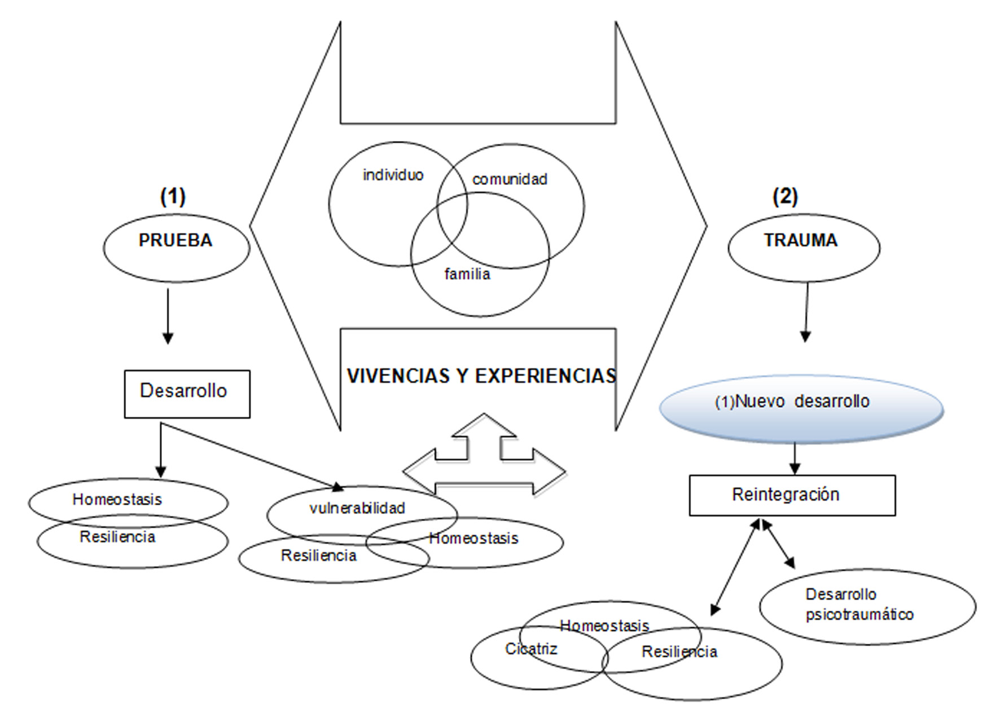 individuo
comunidad
familia
(1)
PRUEBA
(2)
TRAUMA
VIVENCIAS Y EXPERIENCIAS
Desarrollo
(1)Nuevo desarrollo
Homeostasis
Resiliencia
vulnerabilidad
Homeostasis
Resiliencia
Reintegración
Homeostasis
Cicatriz
Resiliencia
Desarrollo
psicotraumático